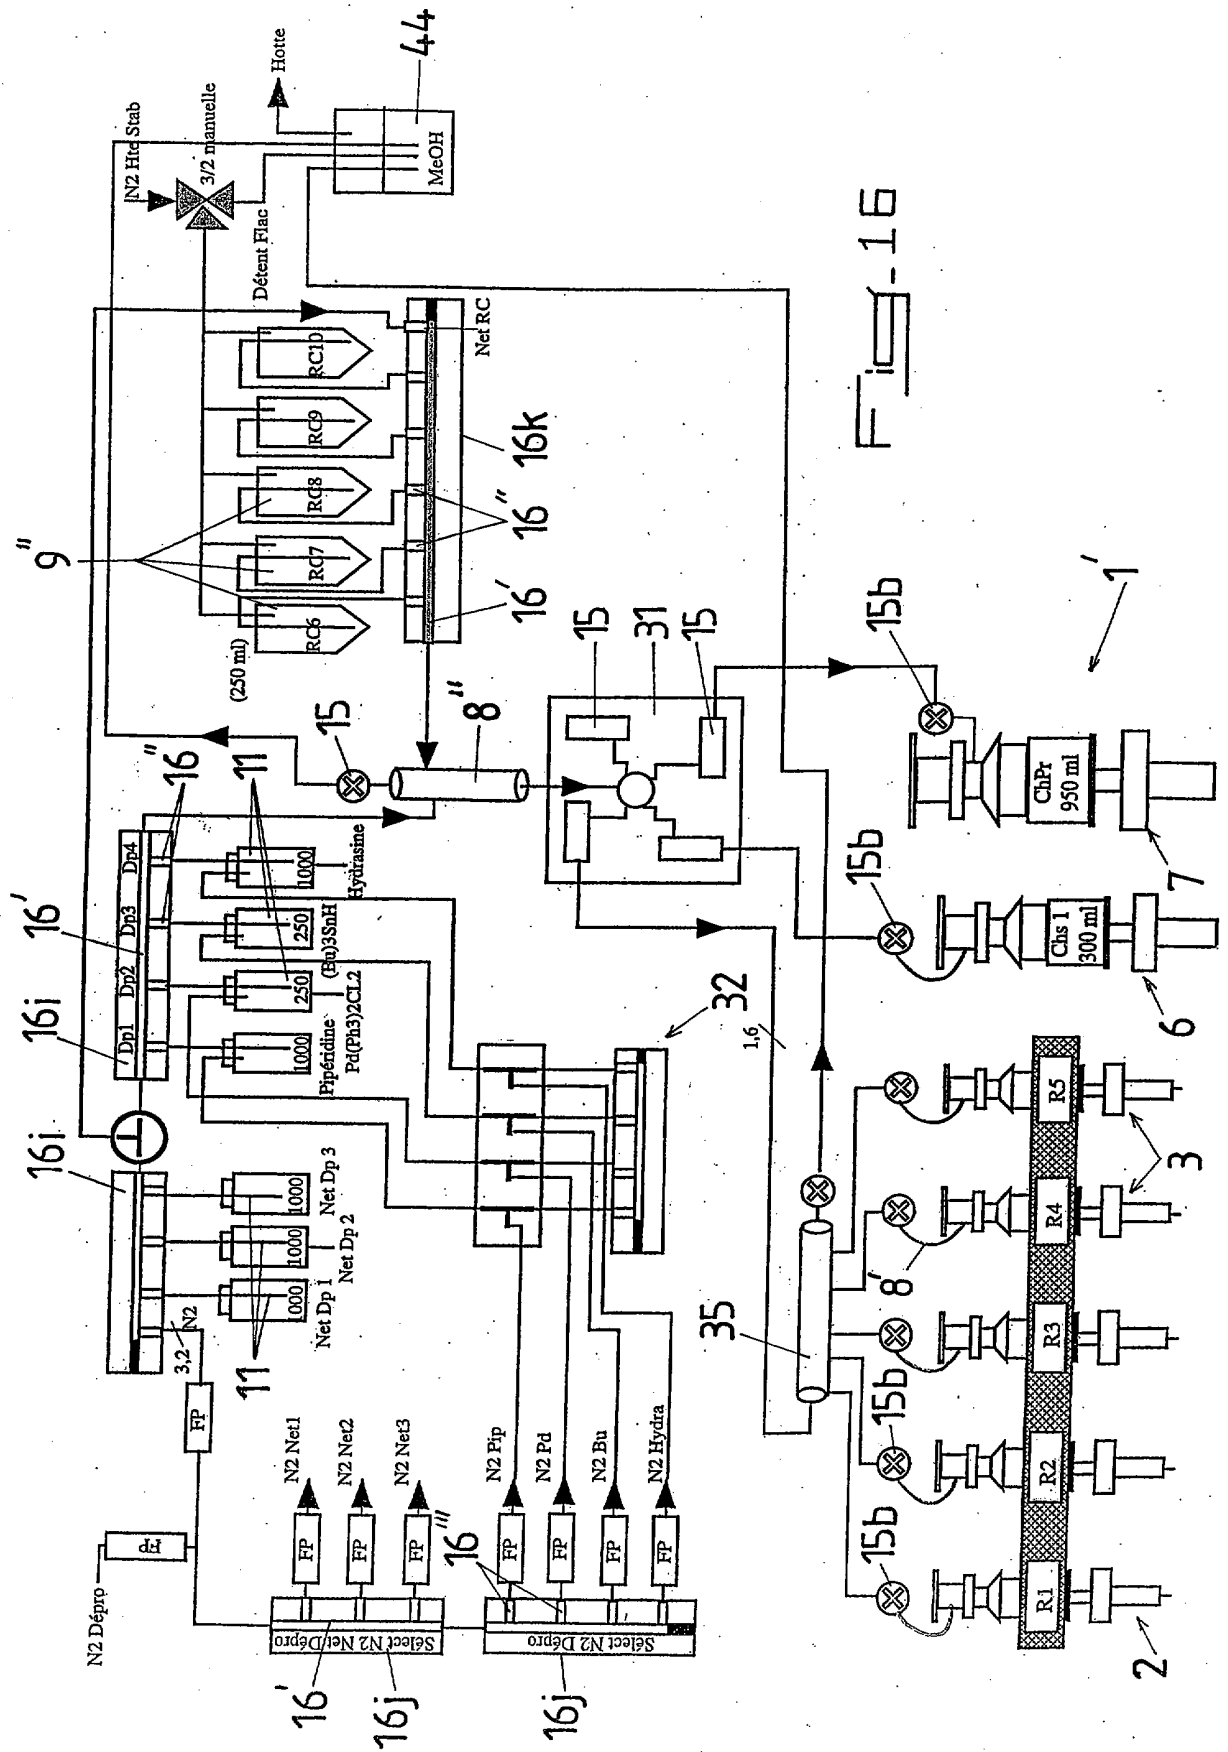 N2 Dépro
FP
FP
3,2 N2
Sélect N2 Net Dépro
16'
16j
FP
FP
FP
N2 Net1
N2 Net2
N2 Net3
Sélect N2 Dépro
16j
16'''
FP
FP
FP
FP
N2 Pip
N2 Pd
N2 Bu
N2 Hydra
16i
1000
1000
1000
Net Dp 1
Net Dp 2
Net Dp 3
11
16i
16'
Dp1
Dp2
Dp3
Dp4
16''
11
1000
250
250
1000
Pipéridine
Pd(Ph3)2CL2
(Bu)3SnH
Hydrasine
32
15
8''
9''
(250 ml)
RC6
RC7
RC8
RC9
RC10
16'
16''
16k
Net RC
Détent Flac
N2 Hte Stab
3/2 manuelle
Hotte
MeOH
44
15
31
15
1,6
35
15b
15b
8'
15b
15b
R1
R2
R3
R4
R5
2
3
Chs 1
300 ml
6
ChPr
950 ml
7
1'
Fig-16